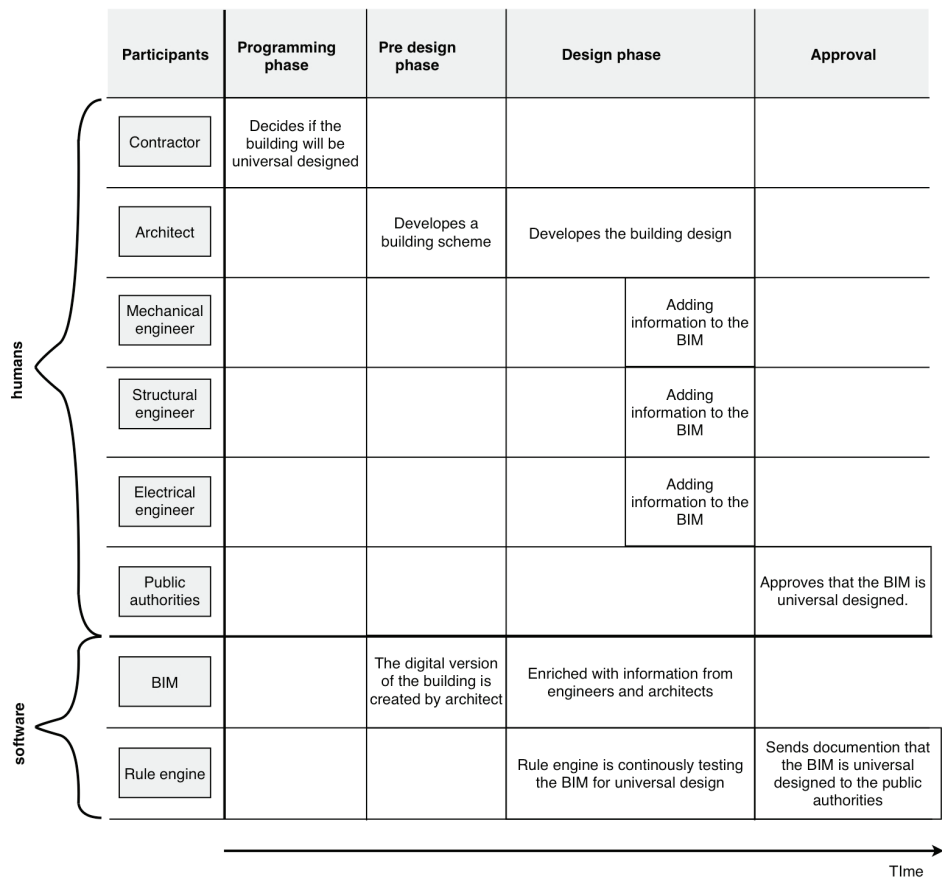 Participants
Programming
phase
Pre design
phase
Design phase
Approval
humans
Contractor
Decides if the
building will be
universal designed
Architect
Developes a
building scheme
Developes the building design
Mechanical
engineer
Adding
information to the
BIM
Structural
engineer
Adding
information to the
BIM
Electrical
engineer
Adding
information to the
BIM
Public
authorities
Approves that the BIM is
universal designed.
software
BIM
The digital version
of the building is
created by architect
Enriched with information from
engineers and architects
Rule engine
Rule engine is continously testing
the BIM for universal design
Sends documention that
the BIM is universal
designed to the public
authorities
TIme